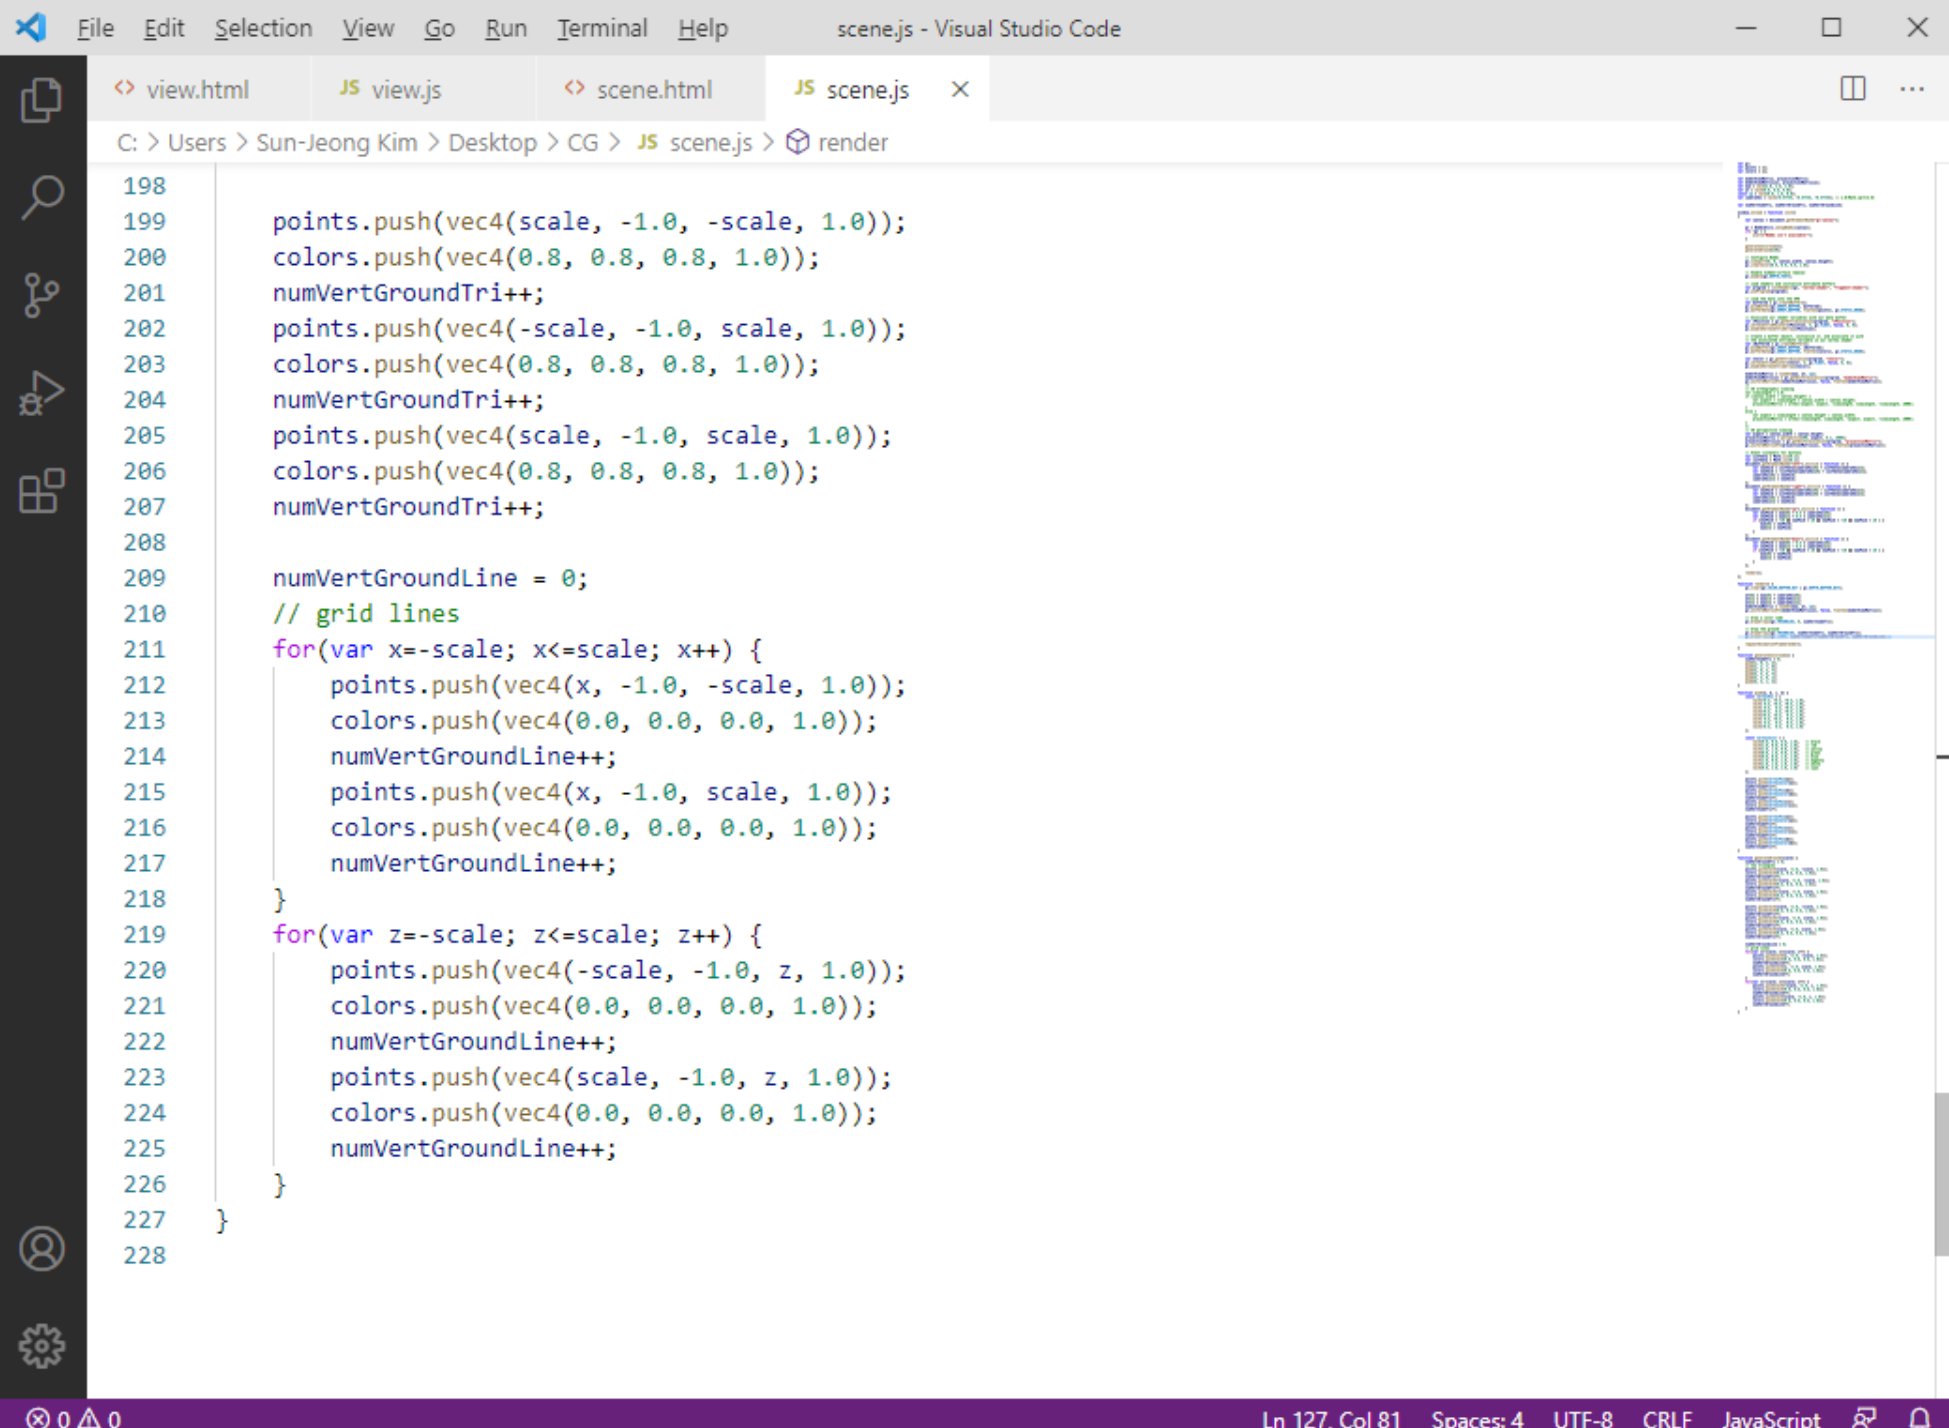 File Edit Selection View Go Run Terminal Help scene.js - Visual Studio Code
view.html JS view.js scene.html JS scene.js
C: > Users > Sun-Jeong Kim > Desktop > CG > JS scene.js > render
198
199 points.push(vec4(scale, -1.0, -scale, 1.0));
200 colors.push(vec4(0.8, 0.8, 0.8, 1.0));
201 numVertGroundTri++;
202 points.push(vec4(-scale, -1.0, scale, 1.0));
203 colors.push(vec4(0.8, 0.8, 0.8, 1.0));
204 numVertGroundTri++;
205 points.push(vec4(scale, -1.0, scale, 1.0));
206 colors.push(vec4(0.8, 0.8, 0.8, 1.0));
207 numVertGroundTri++;
208
209 numVertGroundLine = 0;
210 // grid lines
211 for(var x=-scale; x<=scale; x++) {
212 points.push(vec4(x, -1.0, -scale, 1.0));
213 colors.push(vec4(0.0, 0.0, 0.0, 1.0));
214 numVertGroundLine++;
215 points.push(vec4(x, -1.0, scale, 1.0));
216 colors.push(vec4(0.0, 0.0, 0.0, 1.0));
217 numVertGroundLine++;
218 }
219 for(var z=-scale; z<=scale; z++) {
220 points.push(vec4(-scale, -1.0, z, 1.0));
221 colors.push(vec4(0.0, 0.0, 0.0, 1.0));
222 numVertGroundLine++;
223 points.push(vec4(scale, -1.0, z, 1.0));
224 colors.push(vec4(0.0, 0.0, 0.0, 1.0));
225 numVertGroundLine++;
226 }
227 }
228
0 0 Ln 127, Col 81 Spaces: 4 UTF-8 CRLF JavaScript